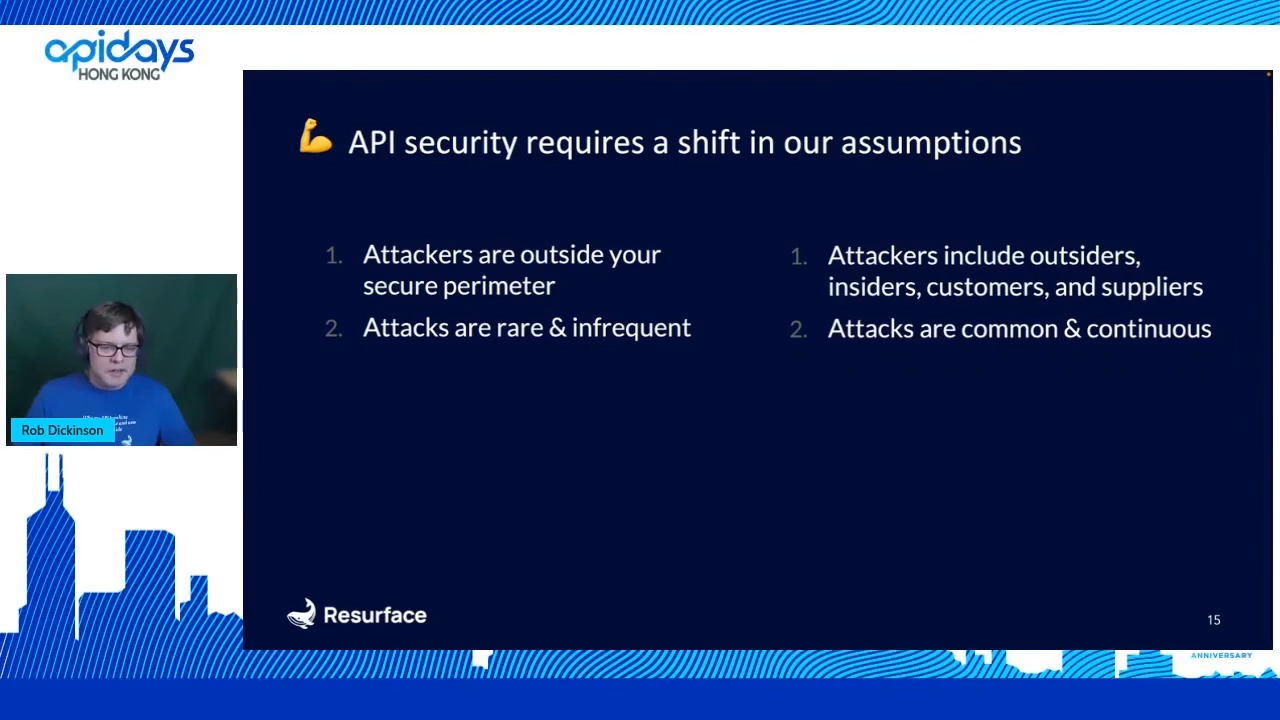 apidays
HONG KONG
💪 API security requires a shift in our assumptions
1. Attackers are outside your
secure perimeter
2. Attacks are rare & infrequent
1. Attackers include outsiders,
insiders, customers, and suppliers
2. Attacks are common & continuous
Rob Dickinson
Resurface
15
ANNIVERSARY